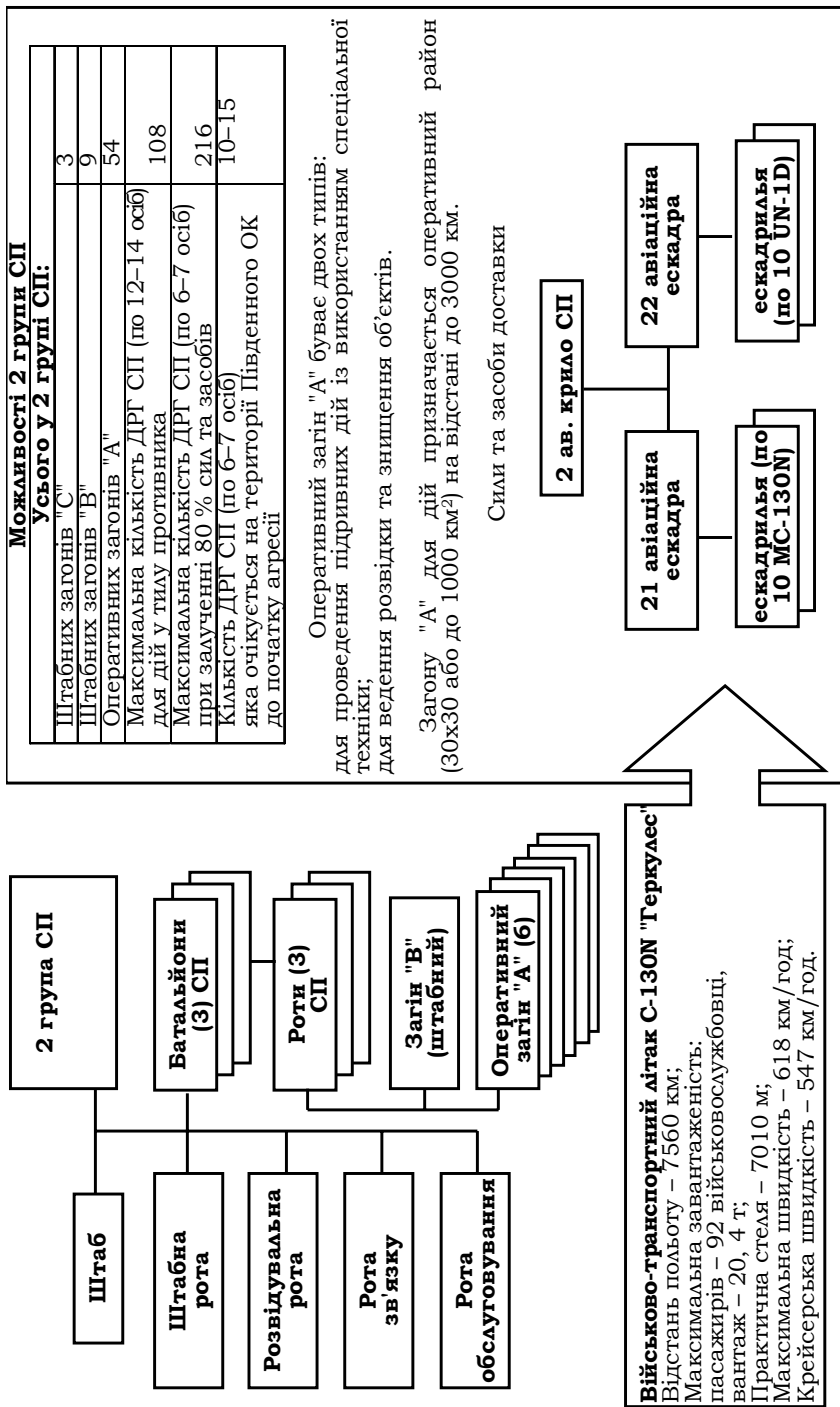 2 група СП
Штаб
Штабна
рота
Розвідувальна
рота
Рота
зв'язку
Рота
обслуговування
Батальйони
(3) СП
Роти (3)
СП
Загін "В"
(штабний)
Оперативний
загін "А" (6)
Військово-транспортний літак С-130N "Геркулес"
Відстань польоту – 7560 км;
Максимальна завантаженість:
пасажирів – 92 військовослужбовці,
вантаж – 20, 4 т;
Практична стеля – 7010 м;
Максимальна швидкість – 618 км/год;
Крейсерська швидкість – 547 км/год.
Можливості 2 групи СП
Усього у 2 групі СП:
Штабних загонів "С" 3
Штабних загонів "В" 9
Оперативних загонів "А" 54
Максимальна кількість ДРГ СП (по 12–14 осіб)
для дій у тилу противника 108
Максимальна кількість ДРГ СП (по 6–7 осіб)
при залученні 80 % сил та засобів 216
Кількість ДРГ СП (по 6–7 осіб) 10–15
яка очікується на території Південного ОК
до початку агресії
Оперативний загін "А" буває двох типів:
для проведення підривних дій із використанням спеціальної
техніки;
для ведення розвідки та знищення об'єктів.
Загону "А" для дій призначається оперативний район
(30х30 або до 1000 км²) на відстані до 3000 км.
Сили та засоби доставки
2 ав. крило СП
21 авіаційна
ескадра
22 авіаційна
ескадра
ескадрилья (по
10 МС-130N)
ескадрилья
(по 10 UN-1D)